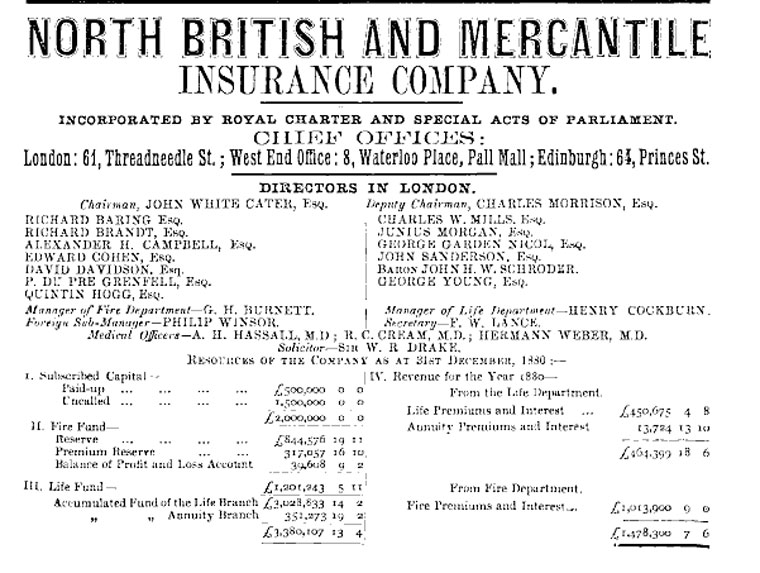 NORTH BRITISH AND MERCANTILE
INSURANCE COMPANY.
INCORPORATED BY ROYAL CHARTER AND SPECIAL ACTS OF PARLIAMENT.
CHIEF OFFICES:
London: 61, Threadneedle St.; West End Office: 8, Waterloo Place, Pall Mall; Edinburgh: 64, Princes St.
DIRECTORS IN LONDON.
Chairman, JOHN WHITE CATER, ESQ.
RICHARD BARING ESQ.
RICHARD BRANDT, ESQ.
ALEXANDER H. CAMPBELL, ESQ.
EDWARD COHEN, ESQ.
DAVID DAVIDSON, ESQ.
P. DU PRE GRENFELL, ESQ.
QUINTIN HOGG, ESQ.
Deputy Chairman, CHARLES MORRISON, ESQ.
CHARLES W. MILLS. ESQ.
JUNIUS MORGAN, ESQ.
GEORGE GARDEN NICOL, ESQ.
JOHN SANDERSON, ESQ.
BARON JOHN H. W. SCHRODER.
GEORGE YOUNG, ESQ.
Manager of Fire Department—G. H. BURNETT.
Foreign Sub-Manager—PHILIP WINSOR.
Manager of Life Department—HENRY COCKBURN.
Secretary—F. W. LANCE.
Medical Officers—A. H. HASSALL, M.D; R. C. CREAM, M.D.; HERMANN WEBER, M.D.
Solicitor—SIR W. R DRAKE.
RESOURCES OF THE COMPANY AS AT 31ST DECEMBER, 1880:—
I. Subscribed Capital—
Paid-up ... ... ... ... £500,000 0 0
Uncalled ... ... ... ... 1,500,000 0 0
£2,000,000 0 0
II. Fire Fund—
Reserve ... ... ... ... £844,576 19 11
Premium Reserve ... ... 317,057 16 10
Balance of Profit and Loss Account 39,608 9 2
£1,201,243 5 11
III. Life Fund—
Accumulated Fund of the Life Branch £3,028,833 14 2
„ „ Annuity Branch 351,273 19 2
£3,380,107 13 4
IV. Revenue for the Year 1880—
From the Life Department.
Life Premiums and Interest ... £450,675 4 8
Annuity Premiums and Interest 13,724 13 10
£464,399 18 6
From Fire Department.
Fire Premiums and Interest... £1,013,900 9 0
£1,478,300 7 6